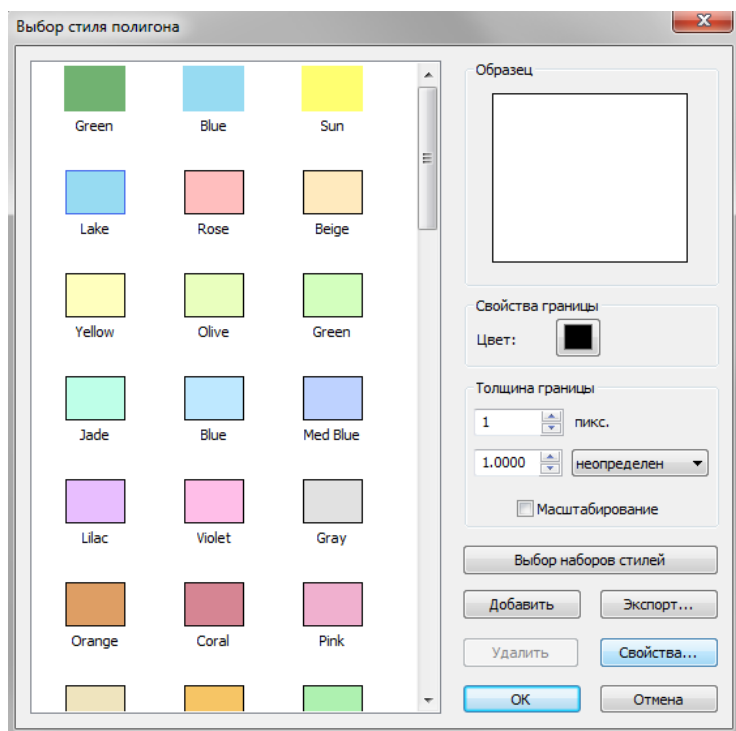 Выбор стиля полигона
Green Blue Sun
Lake Rose Beige
Yellow Olive Green
Jade Blue Med Blue
Lilac Violet Gray
Orange Coral Pink
Образец
Свойства границы
Цвет:
Толщина границы
1 пикс.
1.0000 неопределен
Масштабирование
Выбор наборов стилей
Добавить Экспорт...
Удалить Свойства...
OK Отмена